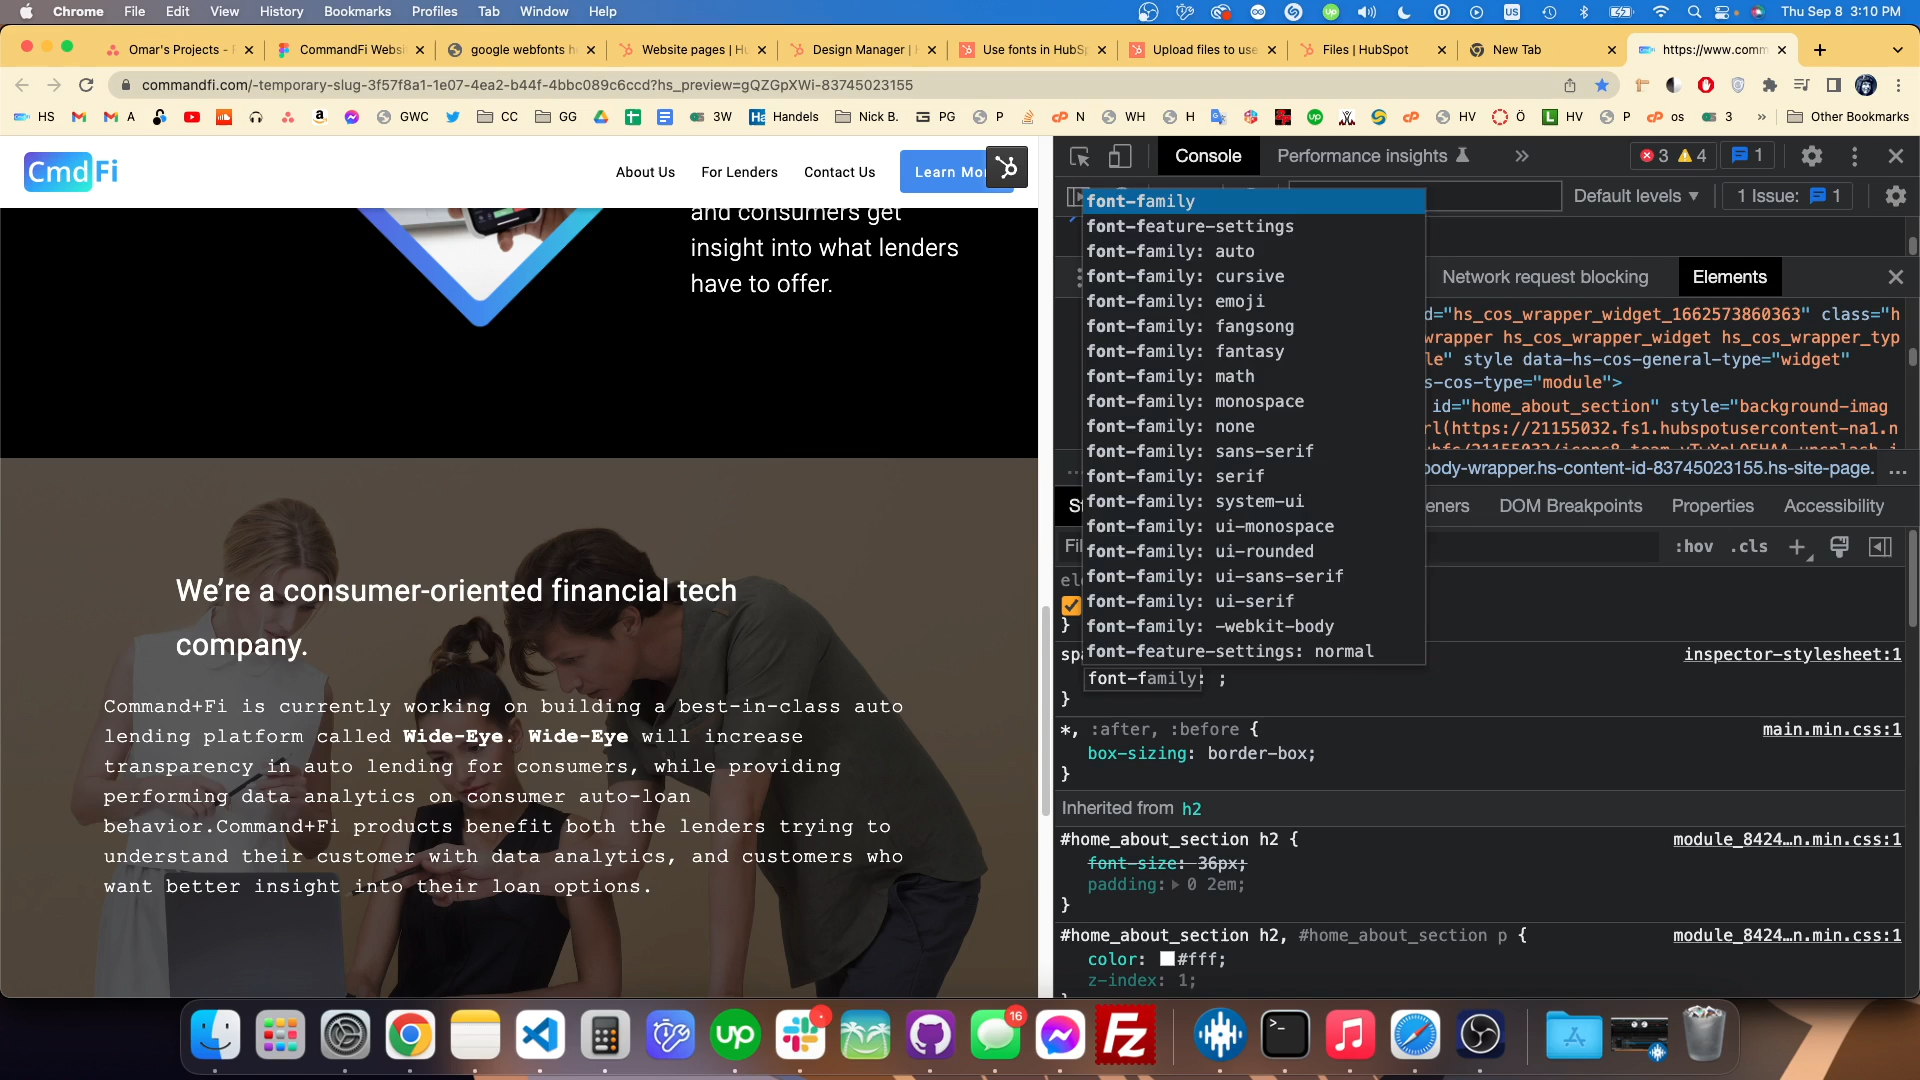 Chrome File Edit View History Bookmarks Profiles Tab Window Help Thu Sep 8 3:10 PM
Omar's Projects - CommandFi Websi google webfonts h Website pages | Hu Design Manager | Use fonts in HubSp Upload files to use Files | HubSpot New Tab https://www.comm
commandfi.com/-temporary-slug-3f57f8a1-1e07-4ea2-b44f-4bbc089c6ccd?hs_preview=gQZGpXWi-83745023155
HS A GWC CC GG 3W Handels Nick B. PG P N WH H HV Ö HV P os 3 » Other Bookmarks
CmdFi
About Us For Lenders Contact Us Learn Mo
and consumers get
insight into what lenders
have to offer.
We’re a consumer-oriented financial tech
company.
Command+Fi is currently working on building a best-in-class auto
lending platform called Wide-Eye. Wide-Eye will increase
transparency in auto lending for consumers, while providing
performing data analytics on consumer auto-loan
behavior.Command+Fi products benefit both the lenders trying to
understand their customer with data analytics, and customers who
want better insight into their loan options.
Console Performance insights » 3 4 1
Default levels ▼ 1 Issue: 1
font-family
font-feature-settings
font-family: auto
font-family: cursive
font-family: emoji
font-family: fangsong
font-family: fantasy
font-family: math
font-family: monospace
font-family: none
font-family: sans-serif
font-family: serif
font-family: system-ui
font-family: ui-monospace
font-family: ui-rounded
font-family: ui-sans-serif
font-family: ui-serif
font-family: -webkit-body
font-feature-settings: normal
Network request blocking Elements
d="hs_cos_wrapper_widget_1662573860363" class="h
wrapper hs_cos_wrapper_widget hs_cos_wrapper_typ
le" style data-hs-cos-general-type="widget"
s-cos-type="module">
id="home_about_section" style="background-imag
rl(https://21155032.fs1.hubspotusercontent-na1.n
… body-wrapper.hs-content-id-83745023155.hs-site-page. …
eners DOM Breakpoints Properties Accessibility
:hov .cls +
}
inspector-stylesheet:1
font-family: ;
}
*, :after, :before { main.min.css:1
box-sizing: border-box;
}
Inherited from h2
#home_about_section h2 { module_8424…n.min.css:1
font-size: 36px;
padding: 0 2em;
}
#home_about_section h2, #home_about_section p { module_8424…n.min.css:1
color: #fff;
z-index: 1;
up 16 Fz